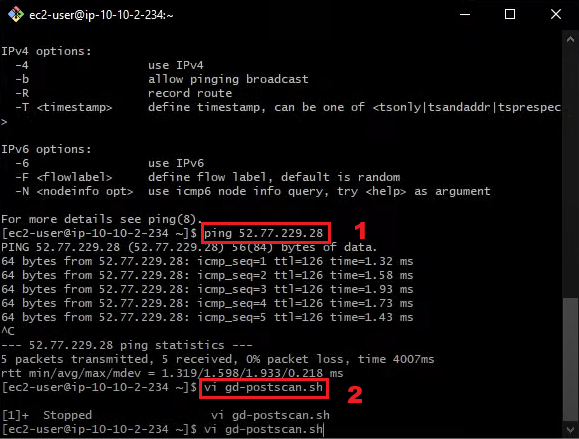 ec2-user@ip-10-10-2-234:~
IPv4 options:
-4 use IPv4
-b allow pinging broadcast
-R record route
-T <timestamp> define timestamp, can be one of <tsonly|tsandaddr|tsprespec
>
IPv6 options:
-6 use IPv6
-F <flowlabel> define flow label, default is random
-N <nodeinfo opt> use icmp6 node info query, try <help> as argument
For more details see ping(8).
[ec2-user@ip-10-10-2-234 ~]$ ping 52.77.229.28 1
PING 52.77.229.28 (52.77.229.28) 56(84) bytes of data.
64 bytes from 52.77.229.28: icmp_seq=1 ttl=126 time=1.32 ms
64 bytes from 52.77.229.28: icmp_seq=2 ttl=126 time=1.58 ms
64 bytes from 52.77.229.28: icmp_seq=3 ttl=126 time=1.93 ms
64 bytes from 52.77.229.28: icmp_seq=4 ttl=126 time=1.73 ms
64 bytes from 52.77.229.28: icmp_seq=5 ttl=126 time=1.43 ms
^C
--- 52.77.229.28 ping statistics ---
5 packets transmitted, 5 received, 0% packet loss, time 4007ms
rtt min/avg/max/mdev = 1.319/1.598/1.933/0.218 ms
[ec2-user@ip-10-10-2-234 ~]$ vi gd-postscan.sh 2
[1]+ Stopped vi gd-postscan.sh
[ec2-user@ip-10-10-2-234 ~]$ vi gd-postscan.sh